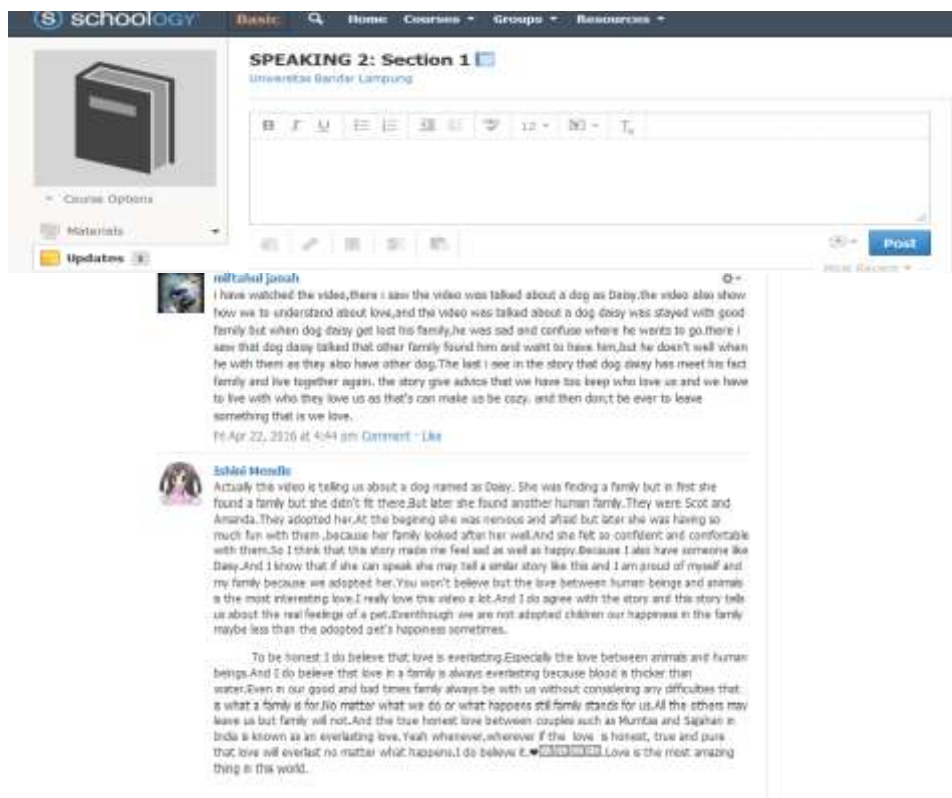 schoology Basic Home Courses Groups Resources
SPEAKING 2: Section 1
Universitas Bandar Lampung
B I U 12
Course Options
Materials
Updates
Post
Most Recent
miftahul janah
i have watched the video,there i saw the video was talked about a dog as Daisy.the video also show
how we to understand about love,and the video was talked about a dog daisy was stayed with good
family but when dog daisy get lost his family,he was sad and confuse where he wants to go.there i
saw that dog daisy talked that other family found him and want to have him,but he doen't well when
he with them as they also have other dog.The last i see in the story that dog daisy has meet his fact
family and live together again. the story give advice that we have too keep who love us and we have
to live with who they love us as that's can make us be cozy. and then don;t be ever to leave
something that is we love.
Fri Apr 22, 2016 at 4:44 pm Comment · Like
Ishini Mendis
Actually this video is telling us about a dog named as Daisy. She was finding a family but in first she
found a family but she didn't fit there.But later she found another human family.They were Scot and
Amanda.They adopted her.At the begining she was nervous and afraid but later she was having so
much fun with them ,because her family looked after her well.And she felt so confident and comfortable
with them.So I think that this story made me feel sad as well as happy.Because I also have someone like
Daisy.And I know that if she can speak she may tell a similar story like this and I am proud of myself and
my family because we adopted her.You won't believe but the love between human beings and animals
is the most interesting love.I really love this video a lot.And I do agree with the story and this story tells
us about the real feelings of a pet.Eventhough we are not adopted children our happiness in the family
maybe less than the adopted pet's happiness sometimes.
To be honest I do believe that love is everlasting.Especially the love between animals and human
beings.And I do believe that love in a family is always everlasting because blood is thicker than
water.Even in our good and bad times family always be with us without considering any difficulties that
is what a family is for.No matter what we do or what happens still family stands for us.All the others may
leave us but family will not.And the true honest love between couples such as Mumtas and Sajahan in
India is known as an everlasting love.Yeah whenever,wherever if the love is honest, true and pure
that love will everlast no matter what happens.I do believe it.❤ .Love is the most amazing
thing in this world.